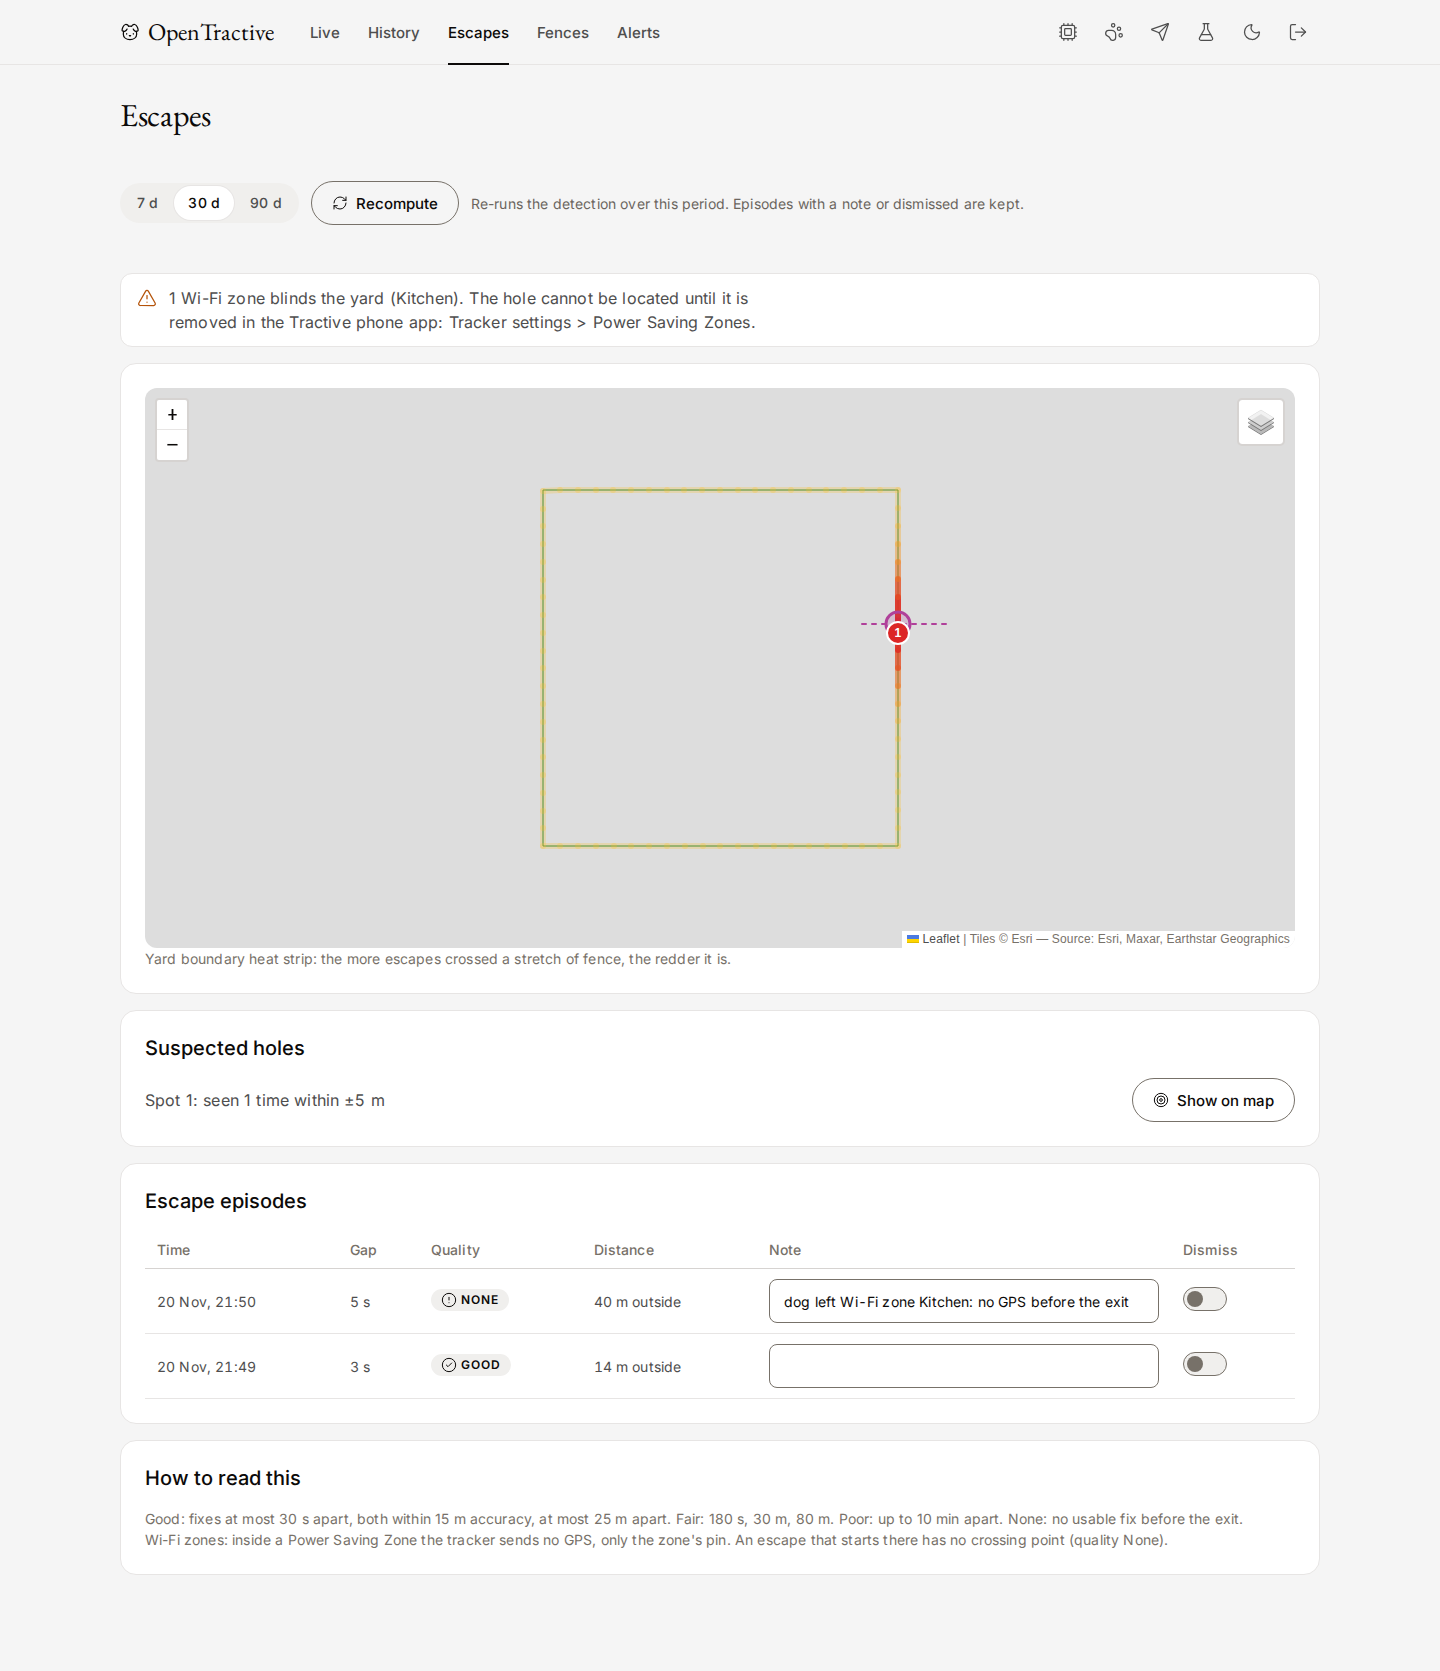 OpenTractive
Live
History
Escapes
Fences
Alerts
Escapes
7 d
30 d
90 d
Recompute
Re-runs the detection over this period. Episodes with a note or dismissed are kept.
1 Wi-Fi zone blinds the yard (Kitchen). The hole cannot be located until it is
removed in the Tractive phone app: Tracker settings > Power Saving Zones.
+
−
1
Leaflet | Tiles © Esri — Source: Esri, Maxar, Earthstar Geographics
Yard boundary heat strip: the more escapes crossed a stretch of fence, the redder it is.
Suspected holes
Spot 1: seen 1 time within ±5 m
Show on map
Escape episodes
Time Gap Quality Distance Note Dismiss
20 Nov, 21:50 5 s NONE 40 m outside dog left Wi-Fi zone Kitchen: no GPS before the exit
20 Nov, 21:49 3 s GOOD 14 m outside
How to read this
Good: fixes at most 30 s apart, both within 15 m accuracy, at most 25 m apart. Fair: 180 s, 30 m, 80 m. Poor: up to 10 min apart. None: no usable fix before the exit.
Wi-Fi zones: inside a Power Saving Zone the tracker sends no GPS, only the zone's pin. An escape that starts there has no crossing point (quality None).